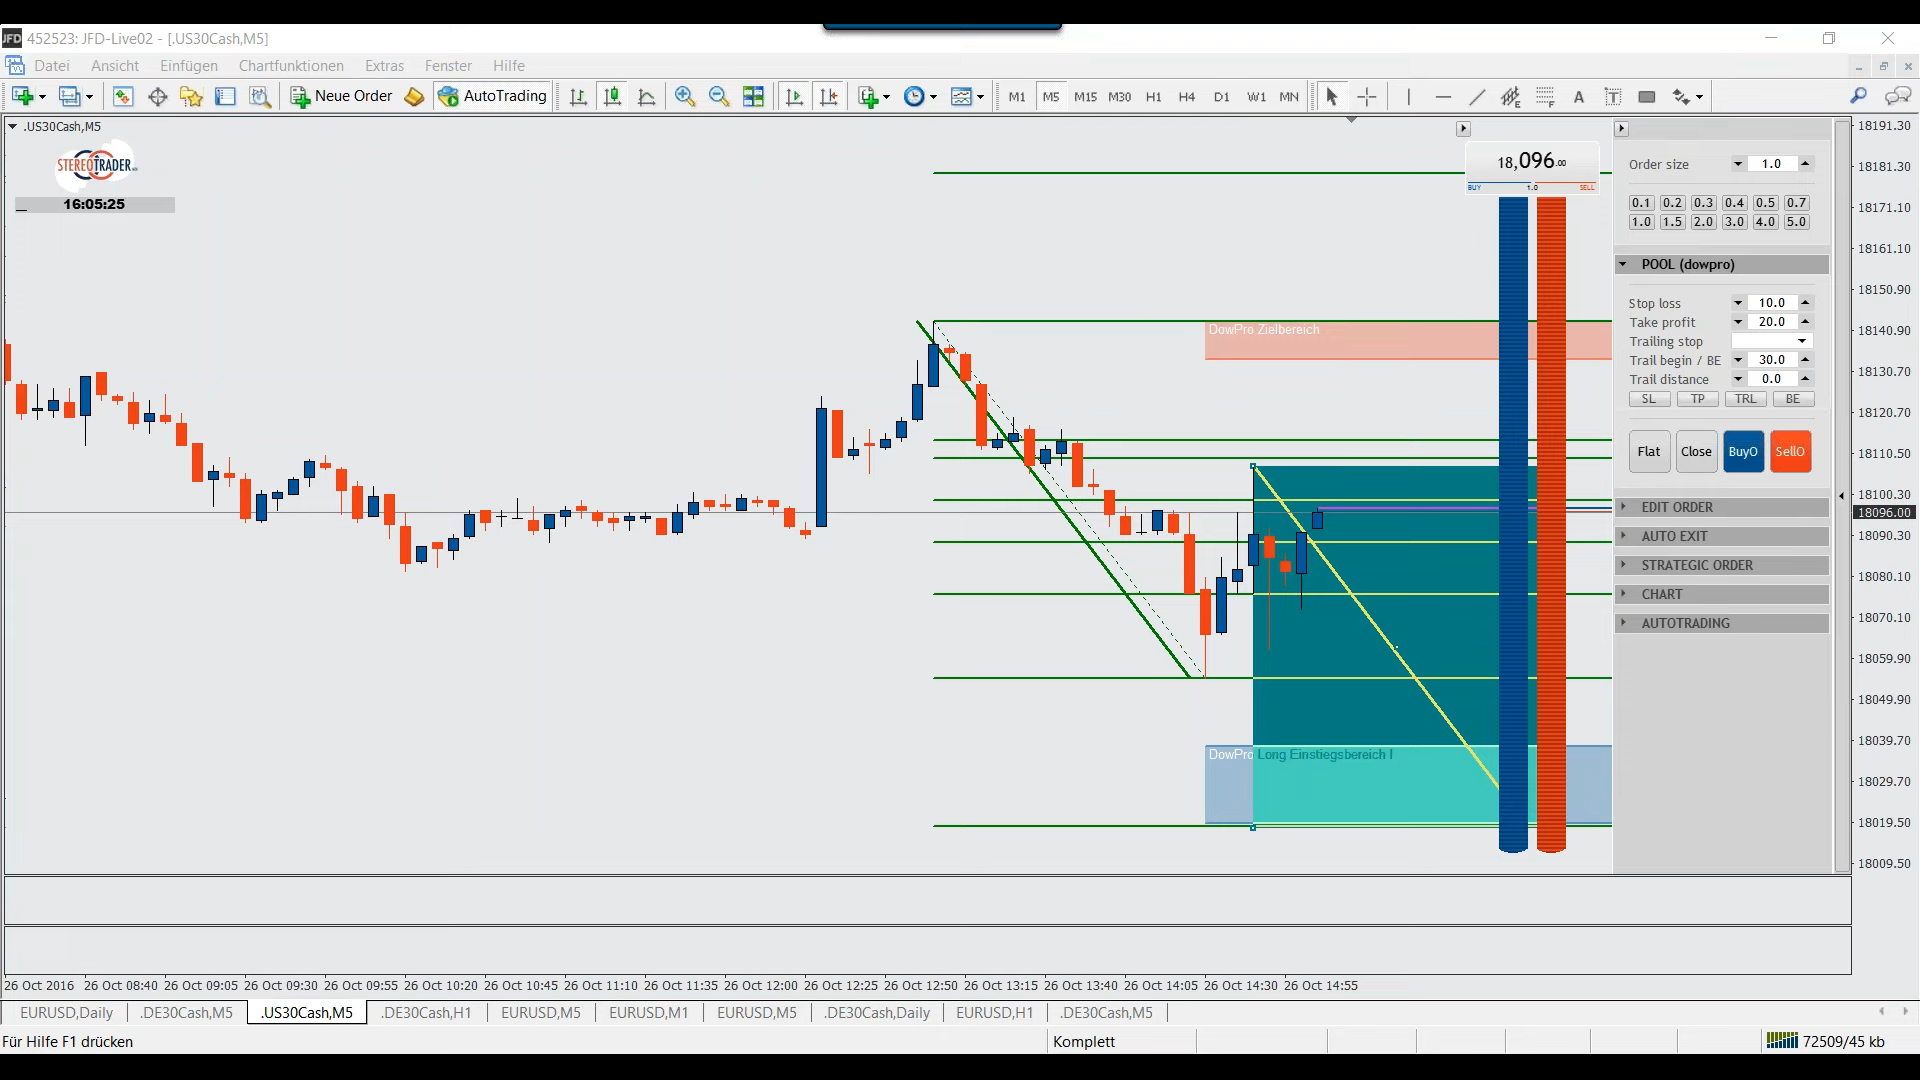 JFD 452523: JFD-Live02 - [.US30Cash,M5]
Datei Ansicht Einfügen Chartfunktionen Extras Fenster Hilfe
Neue Order AutoTrading M1 M5 M15 M30 H1 H4 D1 W1 MN A T
.US30Cash,M5
STEREOTRADER
16:05:25
18,096.00
BUY 1.0 SELL
Order size 1.0
0.1 0.2 0.3 0.4 0.5 0.7
1.0 1.5 2.0 3.0 4.0 5.0
POOL (dowpro)
Stop loss 10.0
Take profit 20.0
Trailing stop
Trail begin / BE 30.0
Trail distance 0.0
SL TP TRL BE
Flat Close BuyO SellO
EDIT ORDER
AUTO EXIT
STRATEGIC ORDER
CHART
AUTOTRADING
DowPro Zielbereich
DowPro Long Einstiegsbereich I
18191.30
18181.30
18171.10
18161.10
18150.90
18140.90
18130.70
18120.70
18110.50
18100.30
18096.00
18090.30
18080.10
18070.10
18059.90
18049.90
18039.70
18029.70
18019.50
18009.50
26 Oct 2016 26 Oct 08:40 26 Oct 09:05 26 Oct 09:30 26 Oct 09:55 26 Oct 10:20 26 Oct 10:45 26 Oct 11:10 26 Oct 11:35 26 Oct 12:00 26 Oct 12:25 26 Oct 12:50 26 Oct 13:15 26 Oct 13:40 26 Oct 14:05 26 Oct 14:30 26 Oct 14:55
EURUSD,Daily .DE30Cash,M5 .US30Cash,M5 .DE30Cash,H1 EURUSD,M5 EURUSD,M1 EURUSD,M5 .DE30Cash,Daily EURUSD,H1 .DE30Cash,M5
Für Hilfe F1 drücken Komplett 72509/45 kb